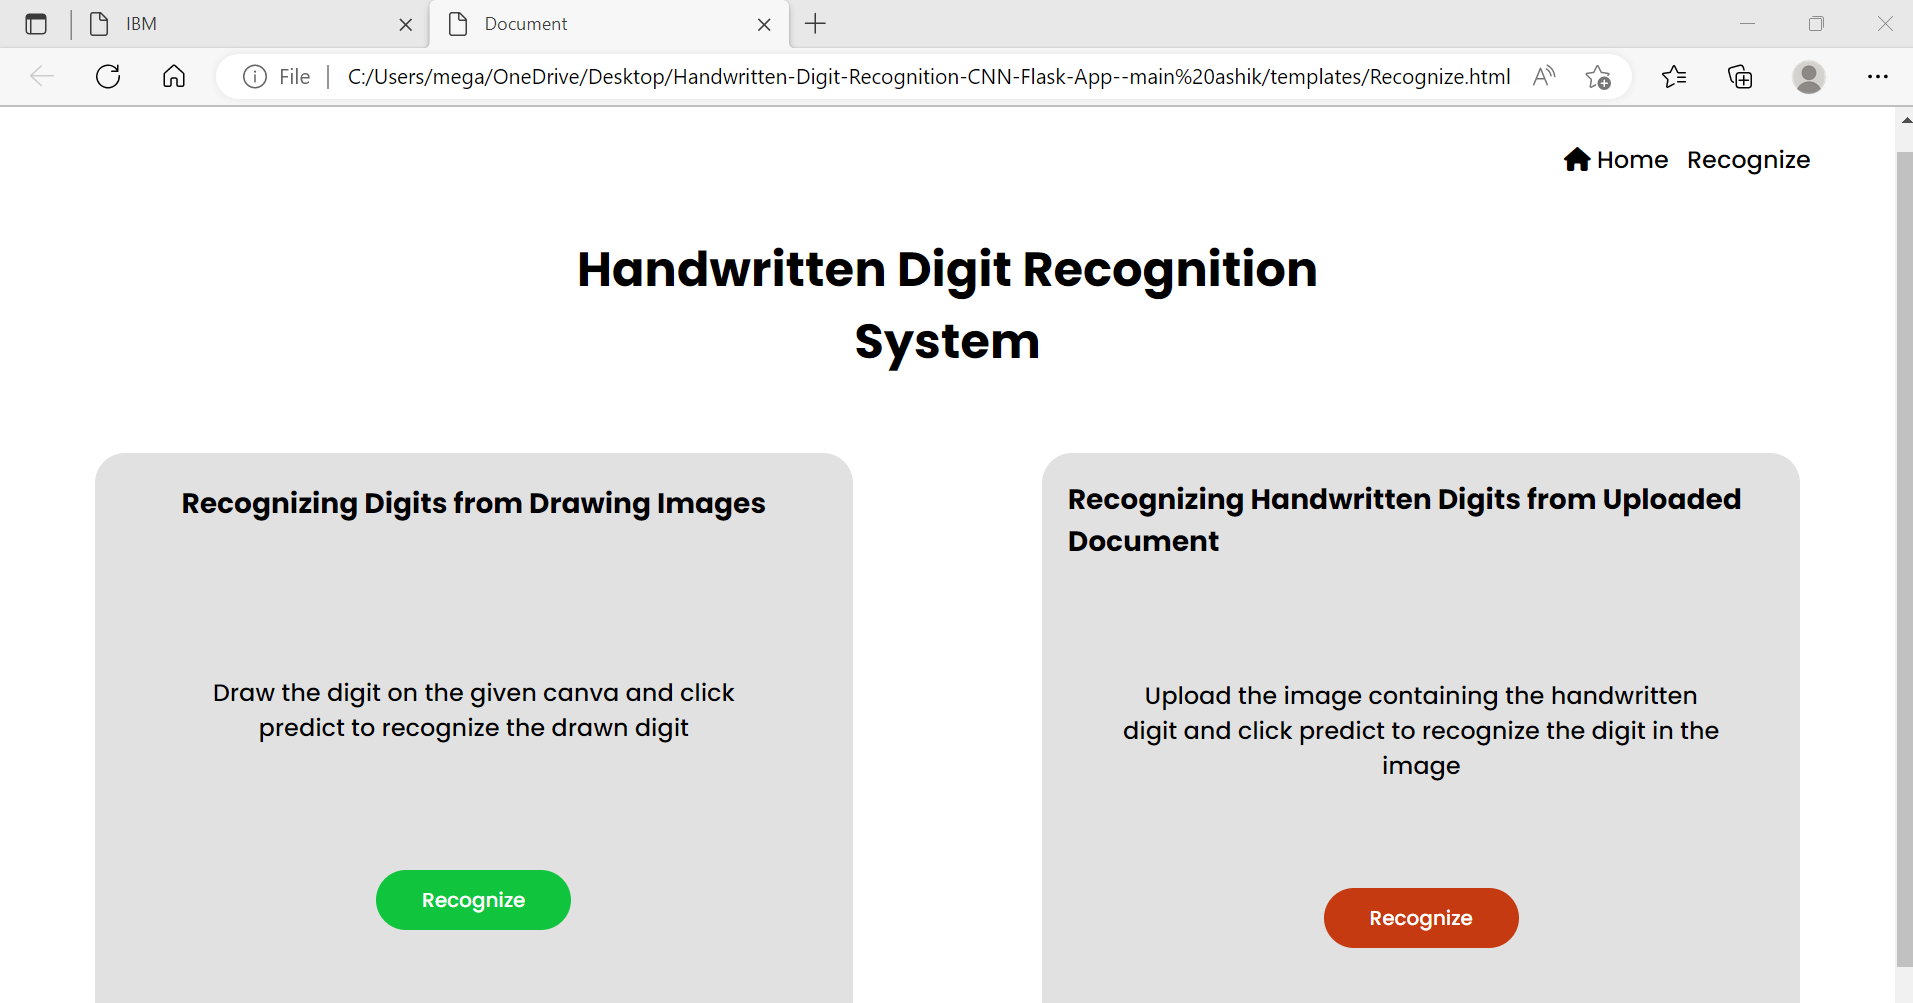 IBM
Document
File
C:/Users/mega/OneDrive/Desktop/Handwritten-Digit-Recognition-CNN-Flask-App--main%20ashik/templates/Recognize.html
Home Recognize
Handwritten Digit Recognition
System
Recognizing Digits from Drawing Images
Draw the digit on the given canva and click
predict to recognize the drawn digit
Recognize
Recognizing Handwritten Digits from Uploaded
Document
Upload the image containing the handwritten
digit and click predict to recognize the digit in the
image
Recognize